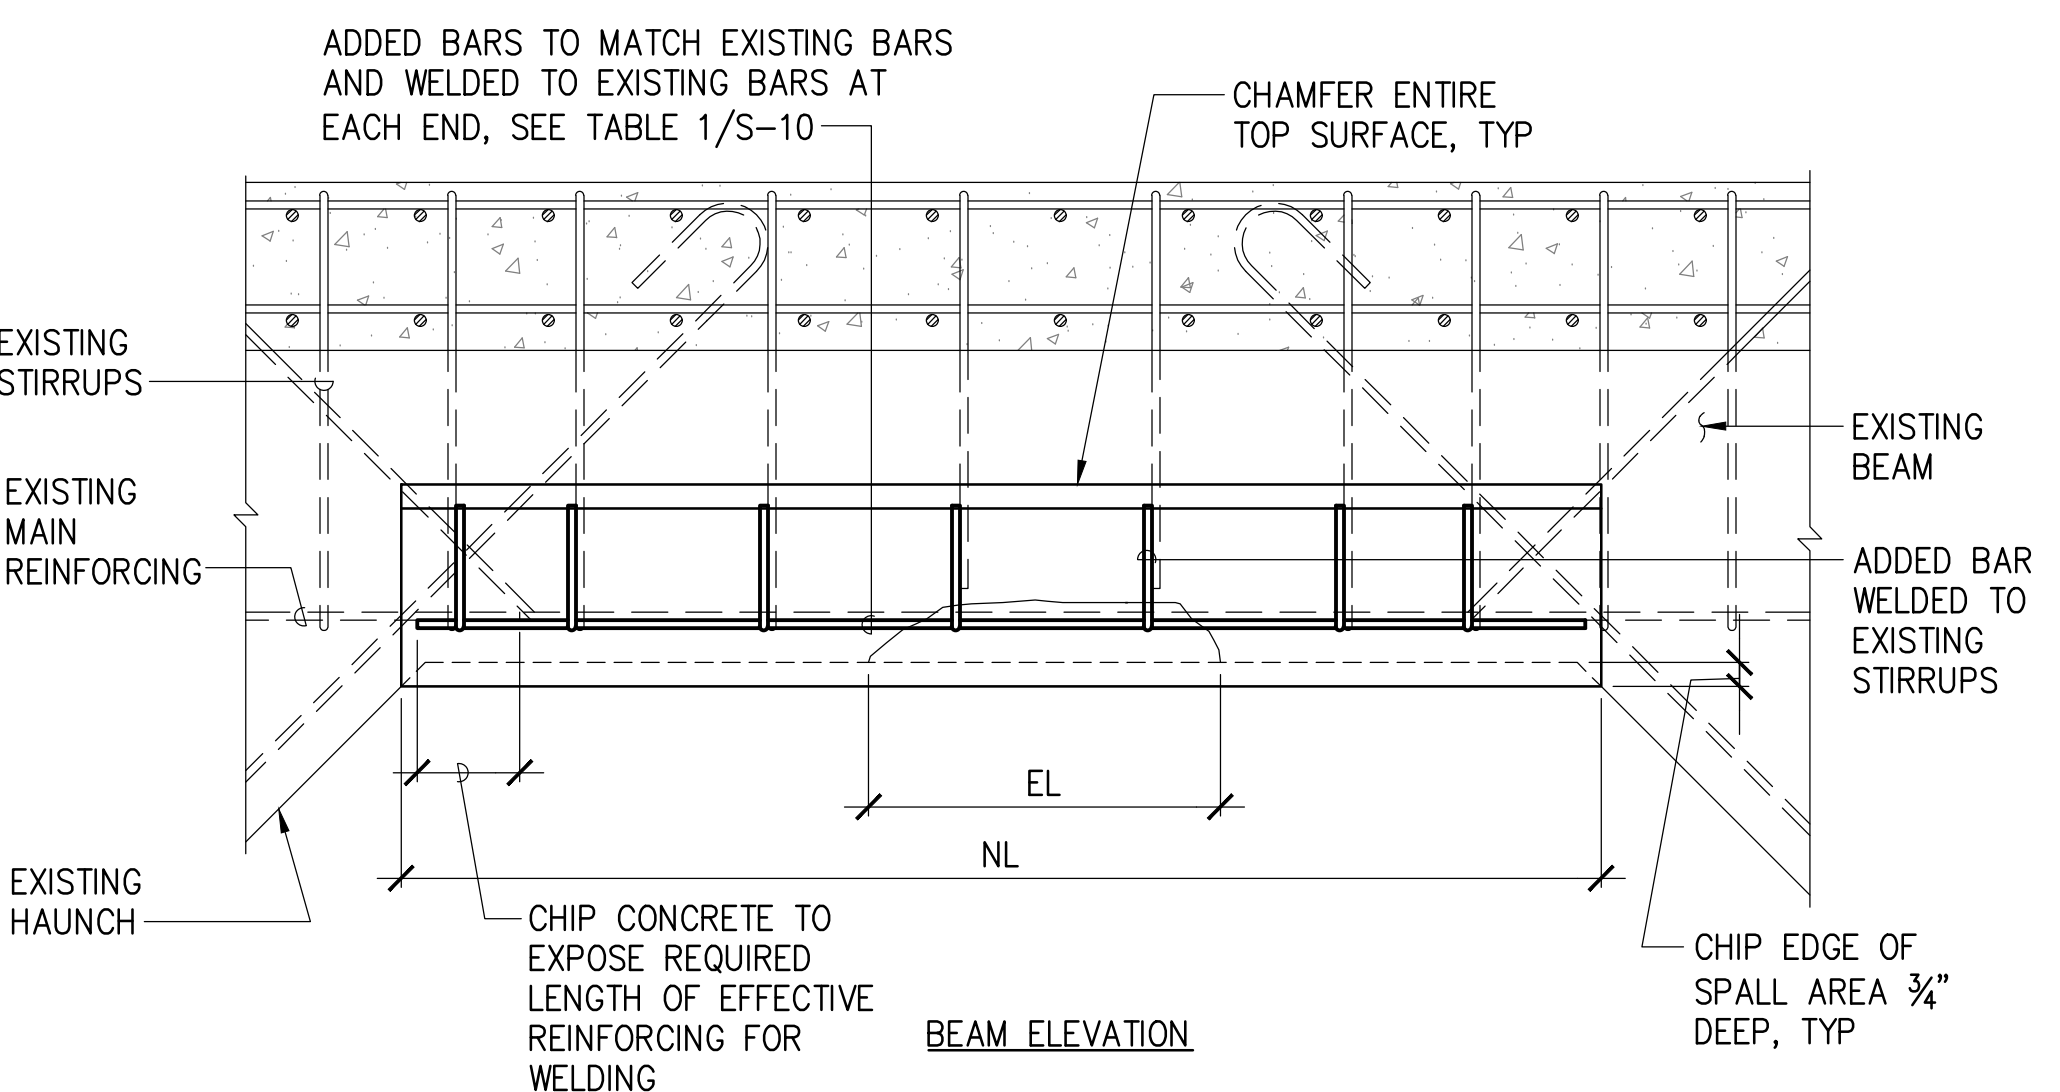 ADDED BARS TO MATCH EXISTING BARS
AND WELDED TO EXISTING BARS AT
EACH END, SEE TABLE 1/S-10
CHAMFER ENTIRE
TOP SURFACE, TYP
EXISTING
STIRRUPS
EXISTING
MAIN
REINFORCING
EXISTING
BEAM
ADDED BAR
WELDED TO
EXISTING
STIRRUPS
EL
NL
EXISTING
HAUNCH
CHIP CONCRETE TO
EXPOSE REQUIRED
LENGTH OF EFFECTIVE
REINFORCING FOR
WELDING
CHIP EDGE OF
SPALL AREA ¾”
DEEP, TYP
BEAM ELEVATION